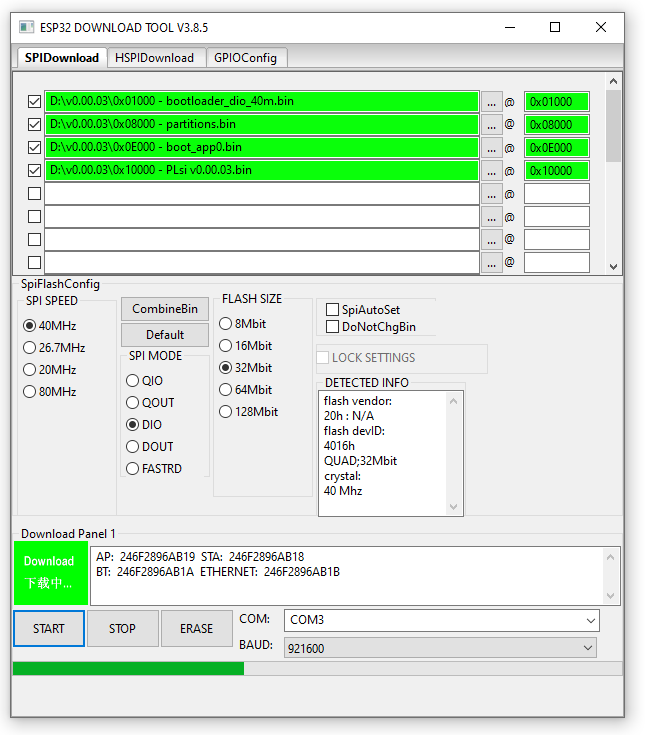 ESP32 DOWNLOAD TOOL V3.8.5
SPIDownload HSPIDownload GPIOConfig
D:\v0.00.03\0x01000 - bootloader_dio_40m.bin ... @ 0x01000
D:\v0.00.03\0x08000 - partitions.bin ... @ 0x08000
D:\v0.00.03\0x0E000 - boot_app0.bin ... @ 0x0E000
D:\v0.00.03\0x10000 - PLsi v0.00.03.bin ... @ 0x10000
... @
... @
... @
... @
SpiFlashConfig
SPI SPEED
40MHz
26.7MHz
20MHz
80MHz
CombineBin
Default
SPI MODE
QIO
QOUT
DIO
DOUT
FASTRD
FLASH SIZE
8Mbit
16Mbit
32Mbit
64Mbit
128Mbit
SpiAutoSet
DoNotChgBin
LOCK SETTINGS
DETECTED INFO
flash vendor:
20h : N/A
flash devID:
4016h
QUAD;32Mbit
crystal:
40 Mhz
Download Panel 1
Download
下载中...
AP: 246F2896AB19 STA: 246F2896AB18
BT: 246F2896AB1A ETHERNET: 246F2896AB1B
START STOP ERASE
COM: COM3
BAUD: 921600